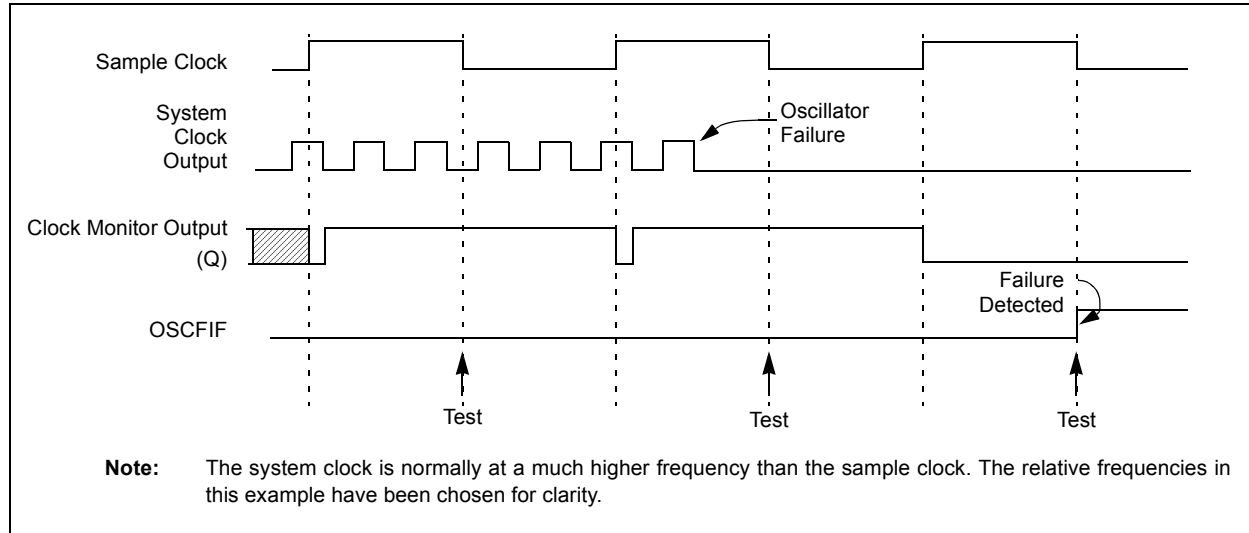 Sample Clock
System
Clock
Output
Oscillator
Failure
Clock Monitor Output
(Q)
Failure
Detected
OSCFIF
Test
Test
Test
Note: The system clock is normally at a much higher frequency than the sample clock. The relative frequencies in
this example have been chosen for clarity.